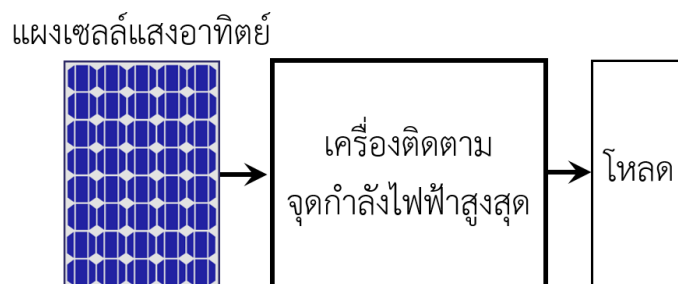 แผงเซลล์แสงอาทิตย์
เครื่องติดตาม
จุดกำลังไฟฟ้าสูงสุด
โหลด